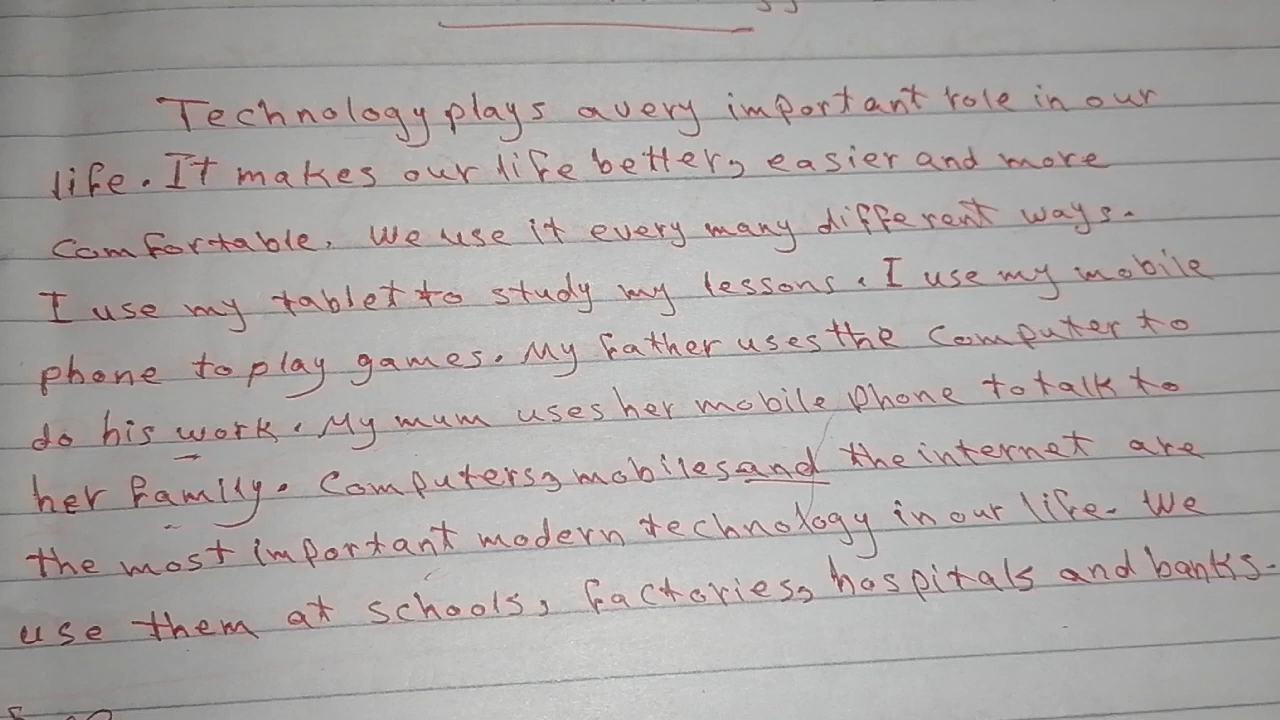 Technology plays a very important role in our
life. It makes our life better, easier and more
comfortable. We use it every many different ways.
I use my tablet to study my lessons. I use my mobile
phone to play games. My father uses the computer to
do his work. My mum uses her mobile phone to talk to
her family. Computers, mobiles and the internet are
the most important modern technology in our life. We
use them at schools, factories, hospitals and banks.